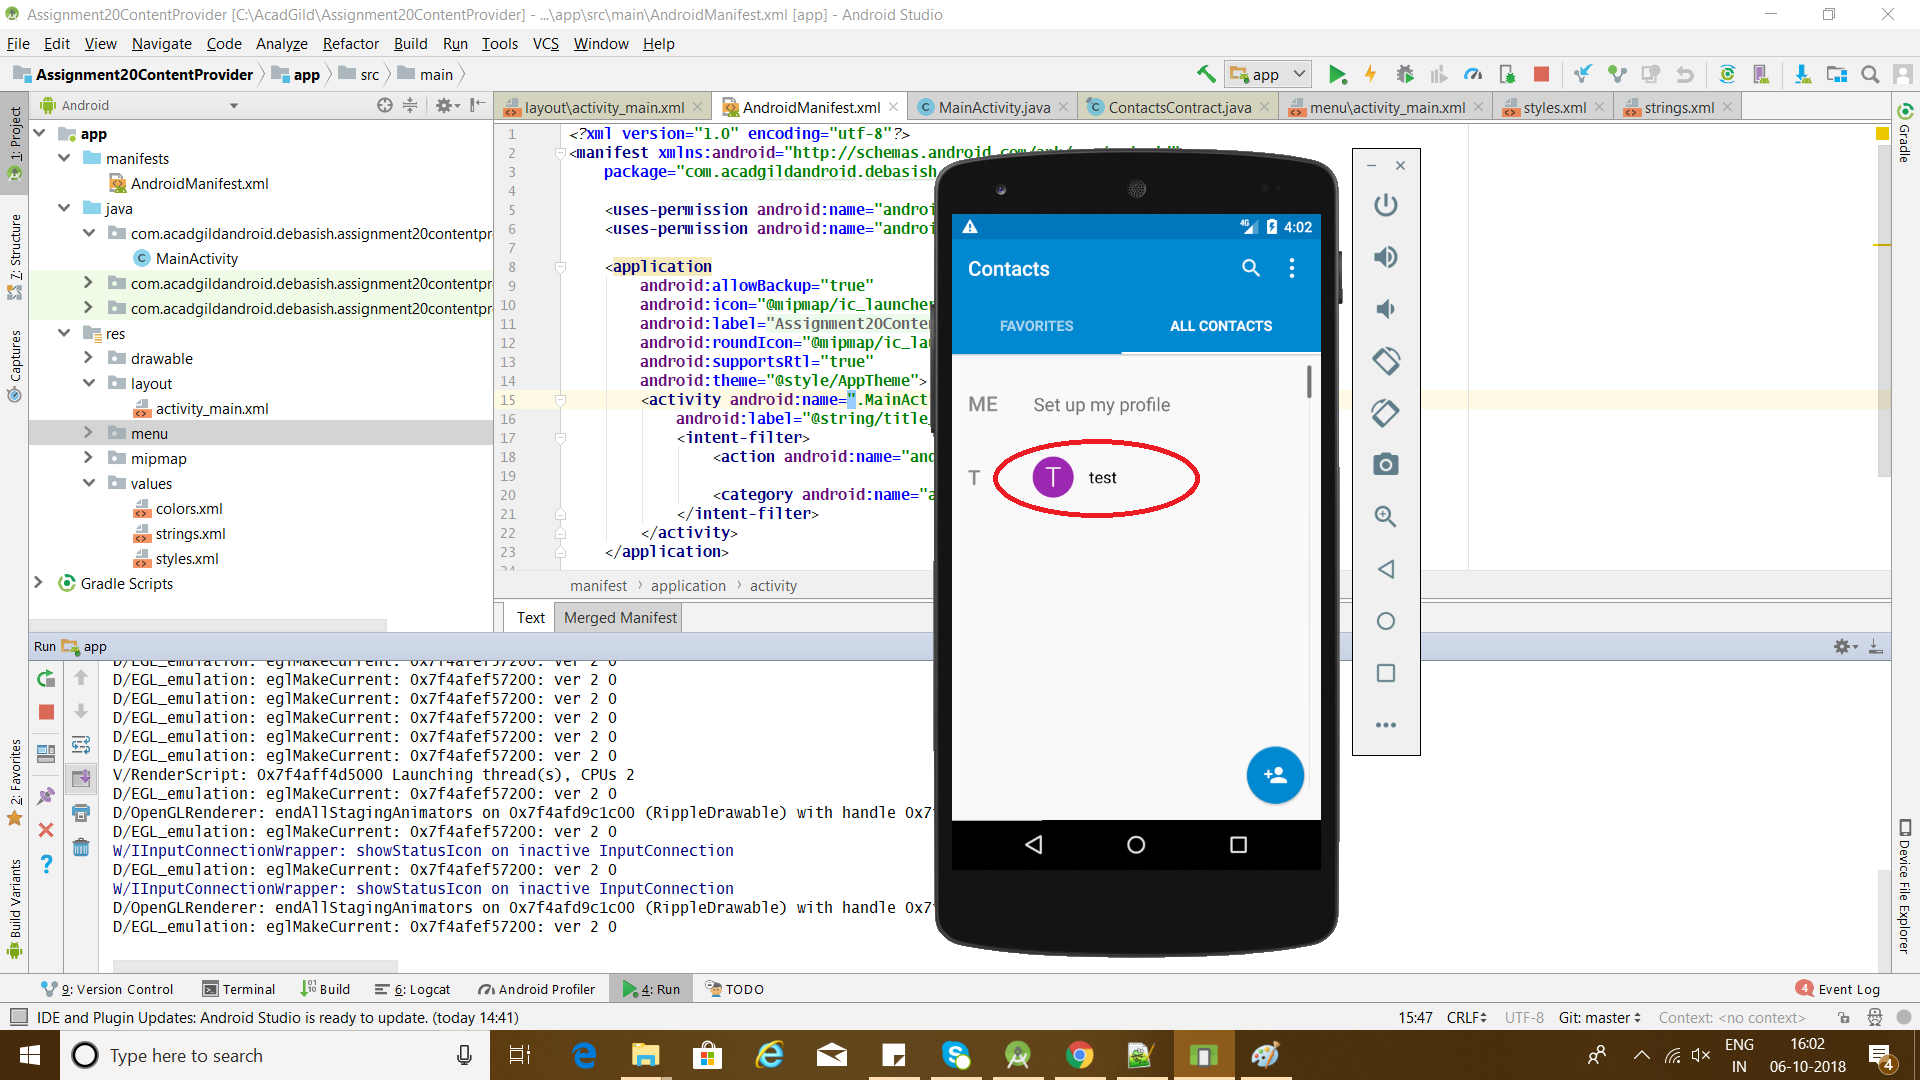 Assignment20ContentProvider [C:\AcadGild\Assignment20ContentProvider] - ...\app\src\main\AndroidManifest.xml [app] - Android Studio
File Edit View Navigate Code Analyze Refactor Build Run Tools VCS Window Help
Assignment20ContentProvider app src main
app
Android
layout\activity_main.xml AndroidManifest.xml MainActivity.java ContactsContract.java menu\activity_main.xml styles.xml strings.xml
1: Project
7: Structure
Captures
2: Favorites
Build Variants
app
manifests
AndroidManifest.xml
java
com.acadgildandroid.debasish.assignment20contentpr
MainActivity
com.acadgildandroid.debasish.assignment20contentpr
com.acadgildandroid.debasish.assignment20contentpr
res
drawable
layout
activity_main.xml
menu
mipmap
values
colors.xml
strings.xml
styles.xml
Gradle Scripts
1 <?xml version="1.0" encoding="utf-8"?>
2 <manifest xmlns:android="http://schemas.android.com/apk/res/android"
3 package="com.acadgildandroid.debasish
4
5 <uses-permission android:name="androi
6 <uses-permission android:name="androi
7
8 <application
9 android:allowBackup="true"
10 android:icon="@mipmap/ic_launcher
11 android:label="Assignment20Conte
12 android:roundIcon="@mipmap/ic_lau
13 android:supportsRtl="true"
14 android:theme="@style/AppTheme">
15 <activity android:name=".MainActi
16 android:label="@string/title
17 <intent-filter>
18 <action android:name="and
19
20 <category android:name="a
21 </intent-filter>
22 </activity>
23 </application>
manifest application activity
Text Merged Manifest
4G 4:02
Contacts
FAVORITES ALL CONTACTS
ME Set up my profile
T T test
Gradle
Device File Explorer
Run app
D/EGL_emulation: eglMakeCurrent: 0x7f4afef57200: ver 2 0
D/EGL_emulation: eglMakeCurrent: 0x7f4afef57200: ver 2 0
D/EGL_emulation: eglMakeCurrent: 0x7f4afef57200: ver 2 0
D/EGL_emulation: eglMakeCurrent: 0x7f4afef57200: ver 2 0
D/EGL_emulation: eglMakeCurrent: 0x7f4afef57200: ver 2 0
D/EGL_emulation: eglMakeCurrent: 0x7f4afef57200: ver 2 0
V/RenderScript: 0x7f4aff4d5000 Launching thread(s), CPUs 2
D/EGL_emulation: eglMakeCurrent: 0x7f4afef57200: ver 2 0
D/OpenGLRenderer: endAllStagingAnimators on 0x7f4afd9c1c00 (RippleDrawable) with handle 0x7
D/EGL_emulation: eglMakeCurrent: 0x7f4afef57200: ver 2 0
W/IInputConnectionWrapper: showStatusIcon on inactive InputConnection
D/EGL_emulation: eglMakeCurrent: 0x7f4afef57200: ver 2 0
W/IInputConnectionWrapper: showStatusIcon on inactive InputConnection
D/OpenGLRenderer: endAllStagingAnimators on 0x7f4afd9c1c00 (RippleDrawable) with handle 0x7
D/EGL_emulation: eglMakeCurrent: 0x7f4afef57200: ver 2 0
9: Version Control Terminal Build 6: Logcat Android Profiler 4: Run TODO 4 Event Log
IDE and Plugin Updates: Android Studio is ready to update. (today 14:41) 15:47 CRLF UTF-8 Git: master Context: <no context>
Type here to search
ENG
IN
16:02
06-10-2018
4